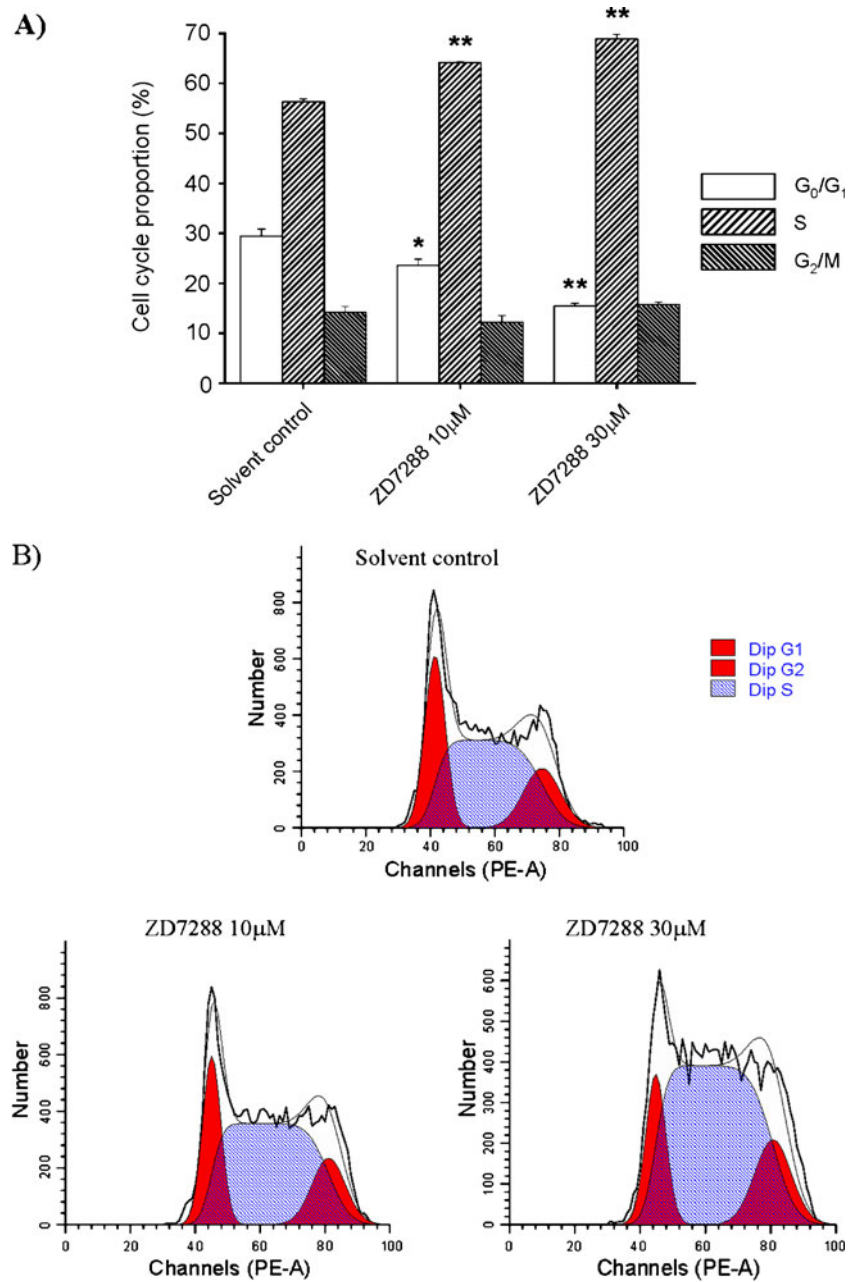 A)
Cell cycle proportion (%)
70
60
50
40
30
20
10
0
**
**
*
**
G₀/G₁
S
G₂/M
Solvent control
ZD7288 10µM
ZD7288 30µM
B)
Solvent control
Number
800
600
400
200
0
0 20 40 60 80 100
Channels (PE-A)
Dip G1
Dip G2
Dip S
ZD7288 10µM
Number
800
600
400
200
0
0 20 40 60 80 100
Channels (PE-A)
ZD7288 30µM
Number
600
500
400
300
200
100
0
0 20 40 60 80 100
Channels (PE-A)